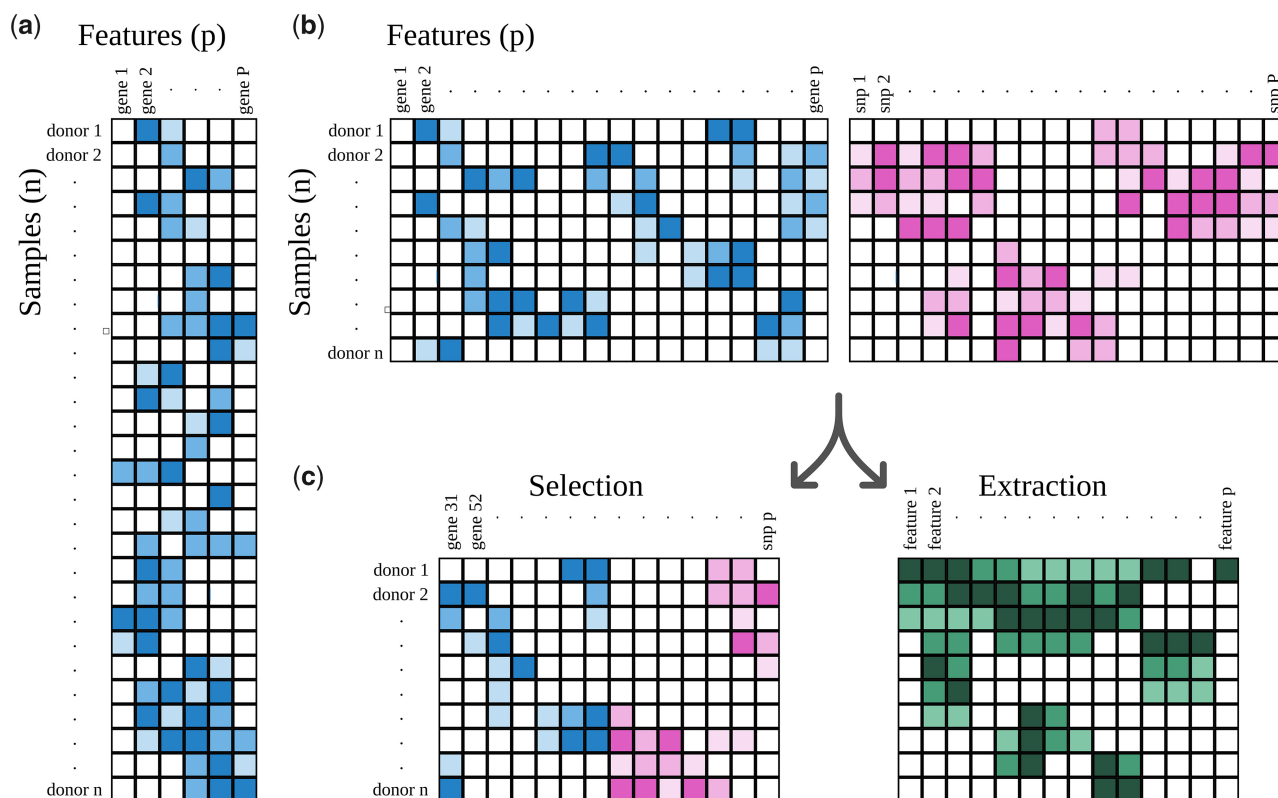 (a)
Features (p)
gene 1
gene 2
. . .
gene P
Samples (n)
donor 1
donor 2
donor n
(b)
Features (p)
gene 1
gene 2
. . . . . . . . . . . . . . .
gene p
snp 1
snp 2
. . . . . . . . . . . . . . .
snp P
Samples (n)
donor 1
donor 2
donor n
(c)
Selection
gene 31
gene 52
. . . . . . . . . . .
snp p
donor 1
donor 2
donor n
Extraction
feature 1
feature 2
. . . . . . . . . . .
feature p